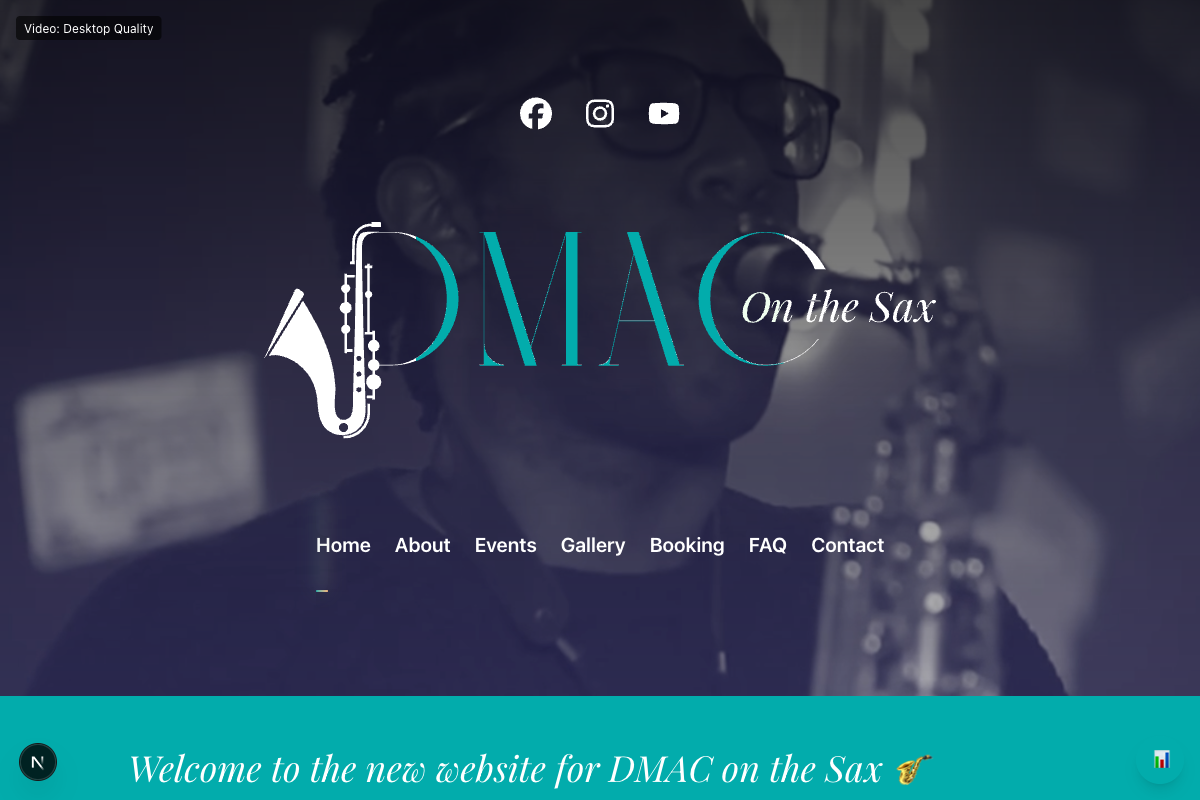 Video: Desktop Quality
DMAC
On the Sax
Home About Events Gallery Booking FAQ Contact
Welcome to the new website for DMAC on the Sax 🎷
N